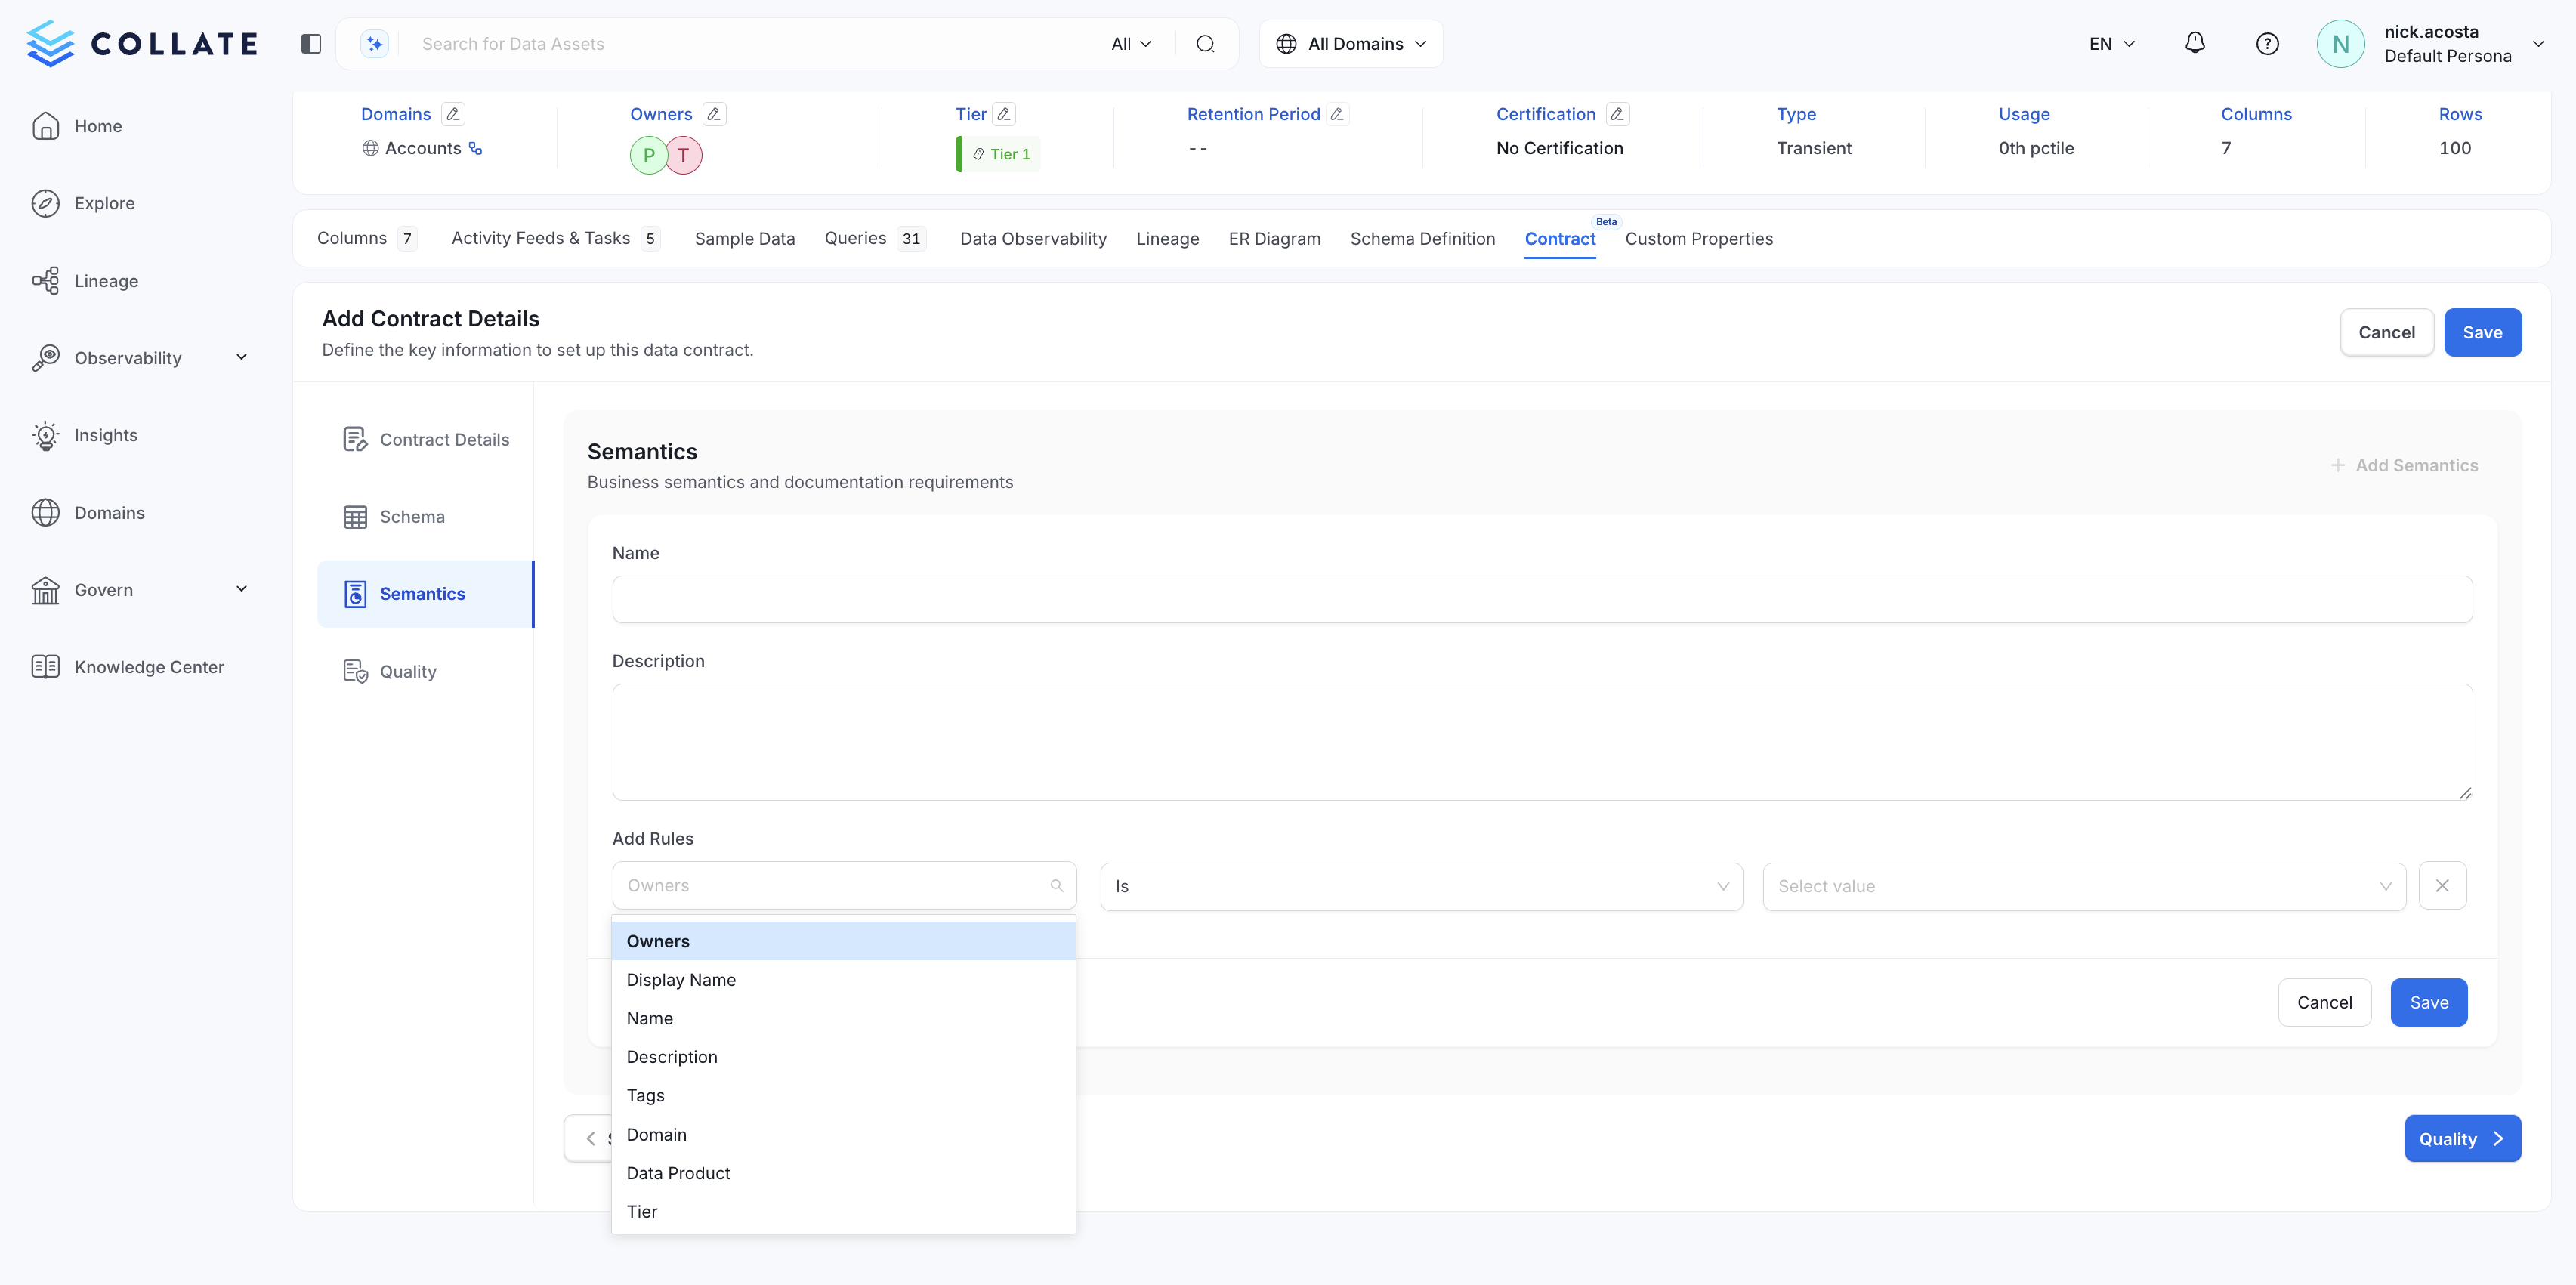 COLLATE
Search for Data Assets
All
All Domains
EN
N
nick.acosta
Default Persona
Home
Explore
Lineage
Observability
Insights
Domains
Govern
Knowledge Center
Domains
Accounts
Owners
P T
Tier
Tier 1
Retention Period
--
Certification
No Certification
Type
Transient
Usage
0th pctile
Columns
7
Rows
100
Columns 7 Activity Feeds & Tasks 5 Sample Data Queries 31 Data Observability Lineage ER Diagram Schema Definition Contract Beta Custom Properties
Add Contract Details
Define the key information to set up this data contract.
Cancel
Save
Contract Details
Schema
Semantics
Quality
Semantics
Business semantics and documentation requirements
Add Semantics
Name
Description
Add Rules
Owners
Is
Select value
Owners
Display Name
Name
Description
Tags
Domain
Data Product
Tier
Cancel
Save
Quality